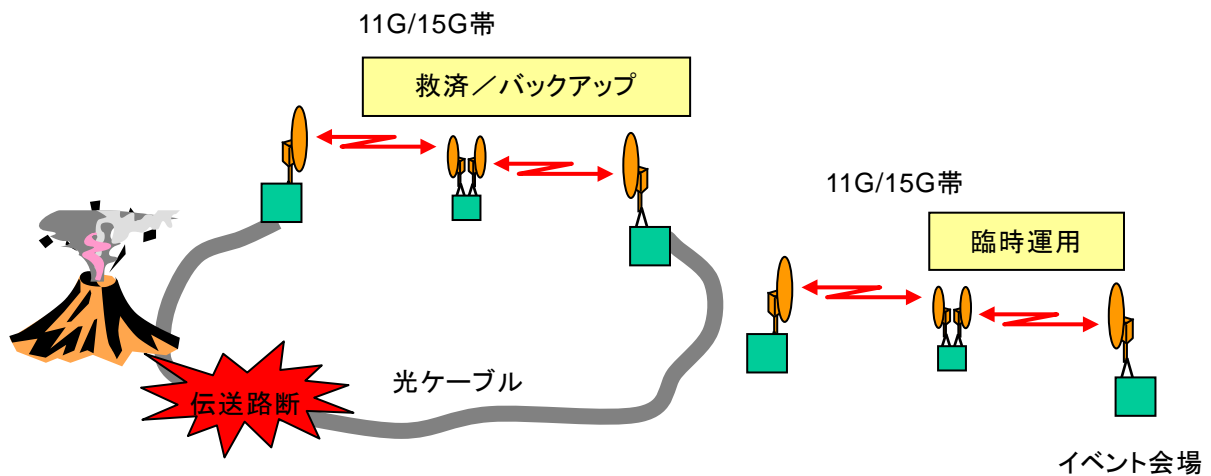 11G/15G帯
救済／バックアップ
11G/15G帯
臨時運用
光ケーブル
伝送路断
イベント会場